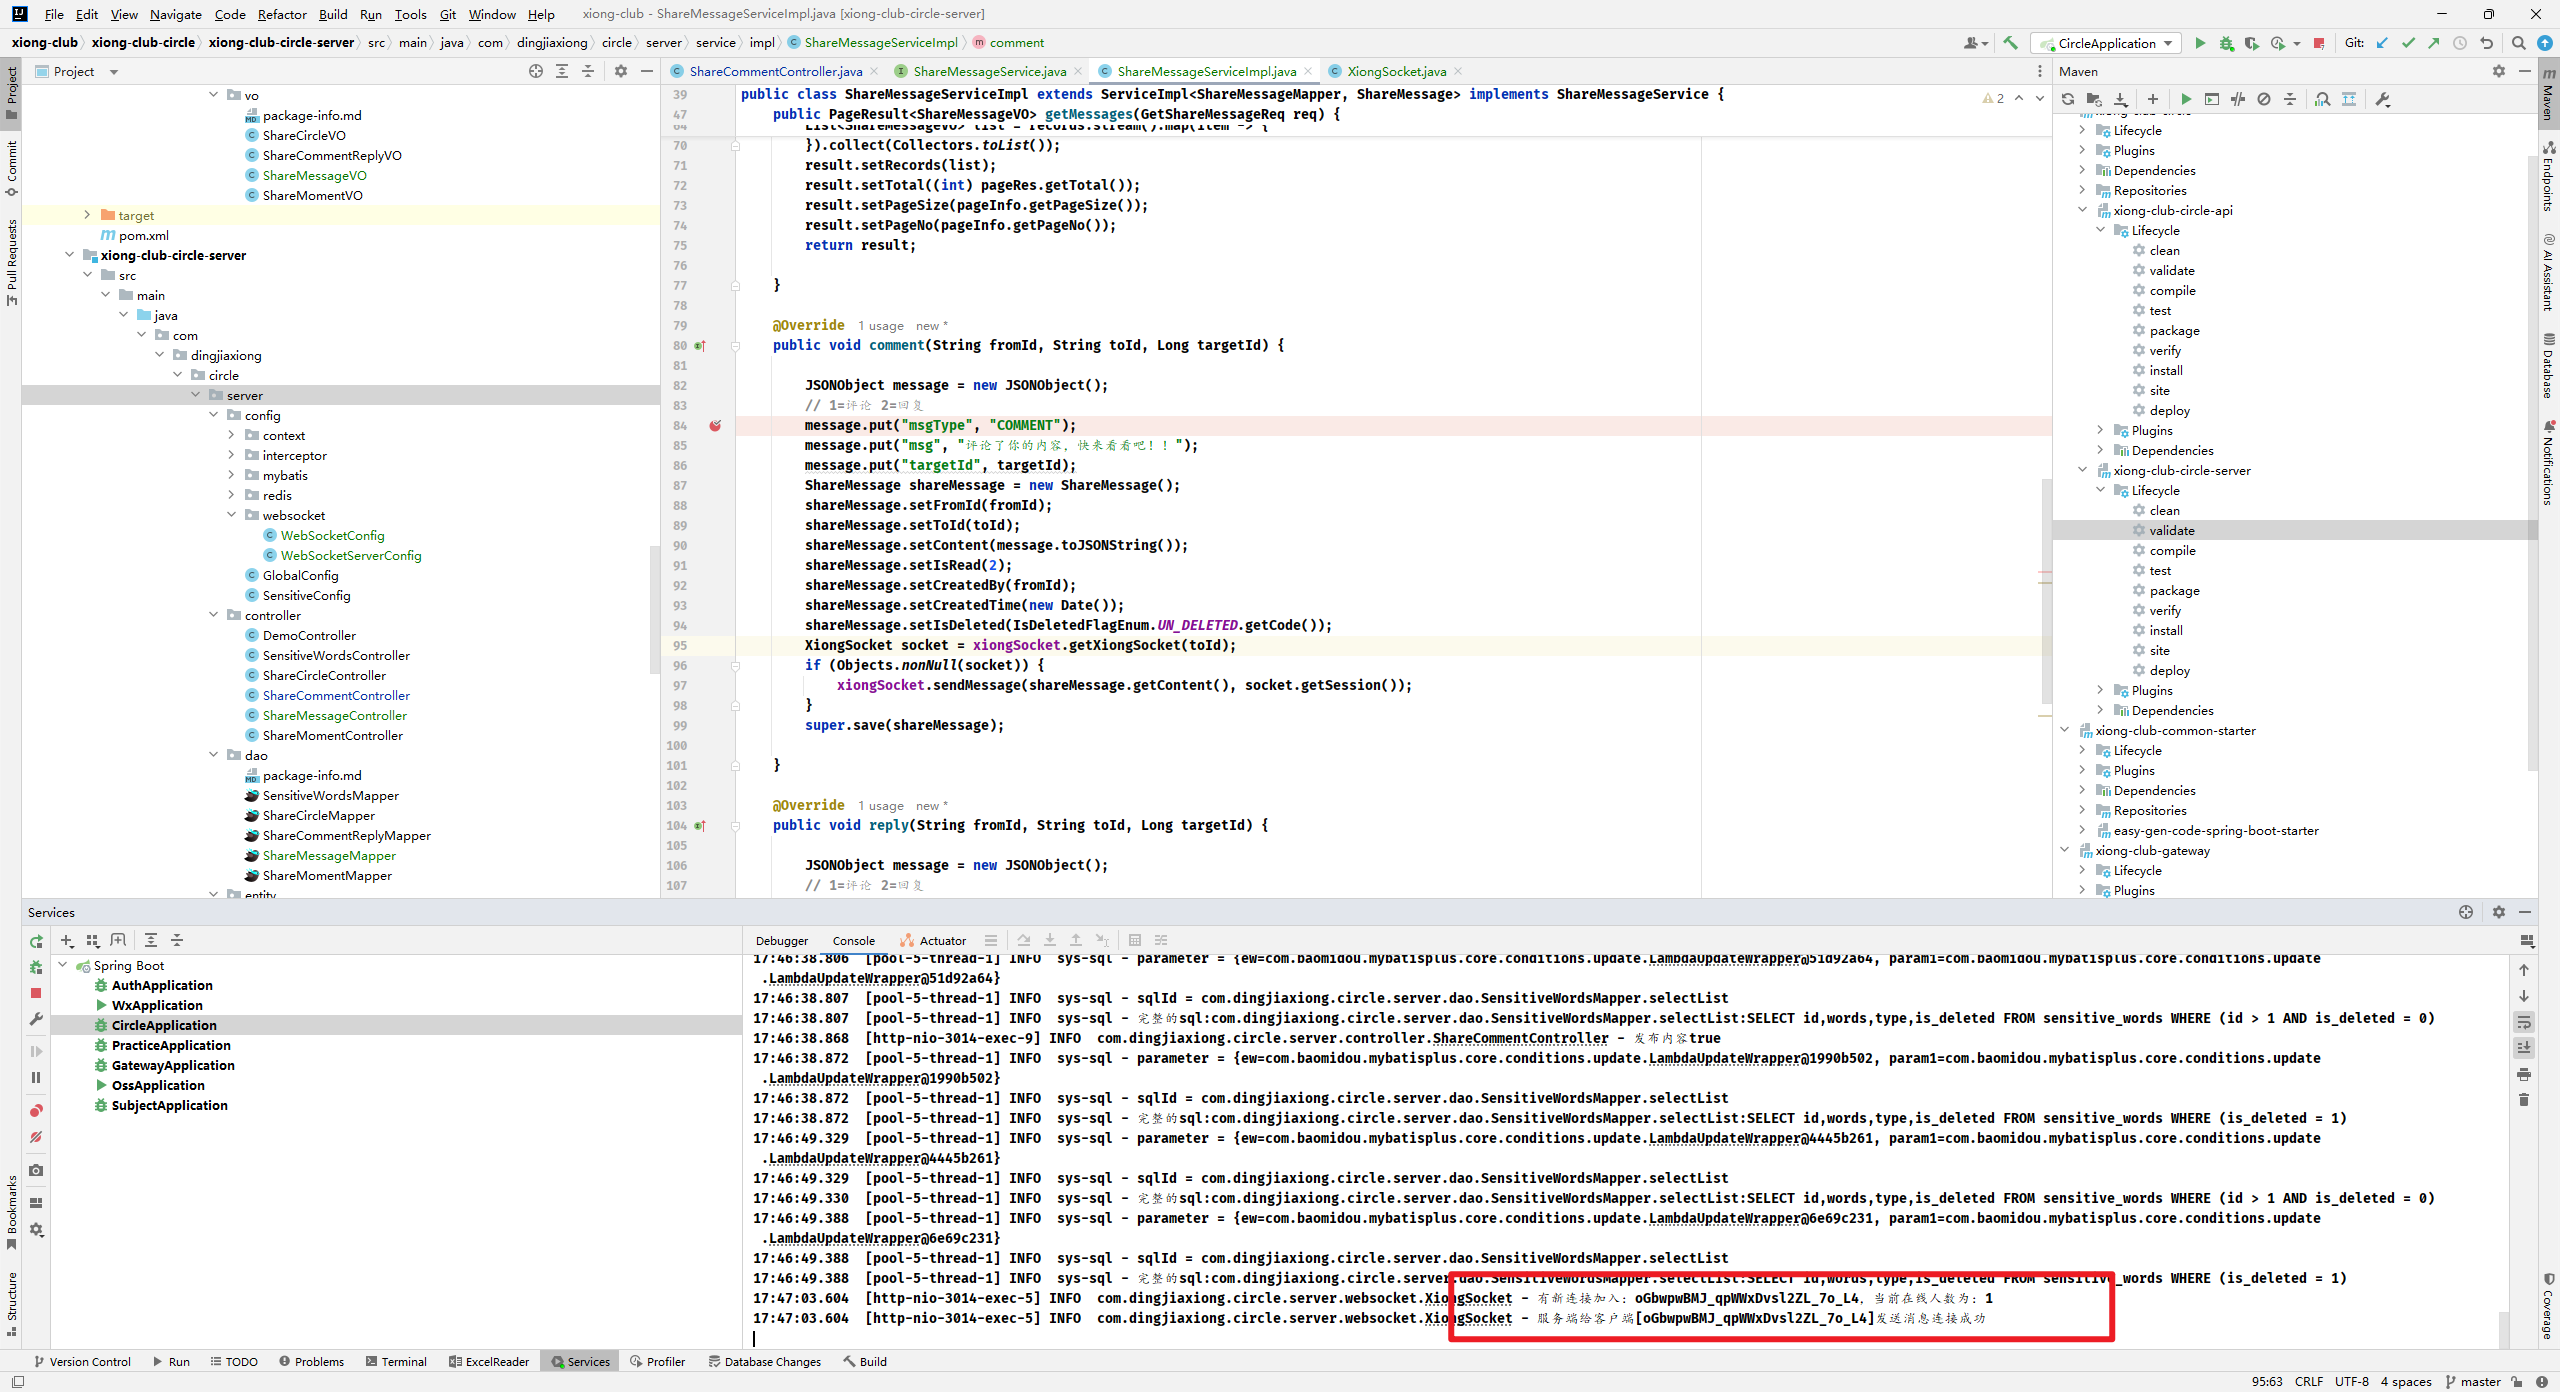 File Edit View Navigate Code Refactor Build Run Tools Git Window Help xiong-club - ShareMessageServiceImpl.java [xiong-club-circle-server]
xiong-club xiong-club-circle xiong-club-circle-server src main java com dingjiaxiong circle server service impl ShareMessageServiceImpl comment CircleApplication Git:
Project
ShareCommentController.java ShareMessageService.java ShareMessageServiceImpl.java XiongSocket.java
Maven
Project
Commit
Pull Requests
Bookmarks
Structure
vo
package-info.md
ShareCircleVO
ShareCommentReplyVO
ShareMessageVO
ShareMomentVO
target
pom.xml
xiong-club-circle-server
src
main
java
com
dingjiaxiong
circle
server
config
context
interceptor
mybatis
redis
websocket
WebSocketConfig
WebSocketServerConfig
GlobalConfig
SensitiveConfig
controller
DemoController
SensitiveWordsController
ShareCircleController
ShareCommentController
ShareMessageController
ShareMomentController
dao
package-info.md
SensitiveWordsMapper
ShareCircleMapper
ShareCommentReplyMapper
ShareMessageMapper
ShareMomentMapper
entity
39 public class ShareMessageServiceImpl extends ServiceImpl<ShareMessageMapper, ShareMessage> implements ShareMessageService { 2
47 public PageResult<ShareMessageVO> getMessages(GetShareMessageReq req) {
64 List<ShareMessageVO> list = records.stream().map(item -> {
70 }).collect(Collectors.toList());
71 result.setRecords(list);
72 result.setTotal((int) pageRes.getTotal());
73 result.setPageSize(pageInfo.getPageSize());
74 result.setPageNo(pageInfo.getPageNo());
75 return result;
76
77 }
78
79 @Override 1 usage new *
80 public void comment(String fromId, String toId, Long targetId) {
81
82 JSONObject message = new JSONObject();
83 // 1=评论 2=回复
84 message.put("msgType", "COMMENT");
85 message.put("msg", "评论了你的内容，快来看看吧！！");
86 message.put("targetId", targetId);
87 ShareMessage shareMessage = new ShareMessage();
88 shareMessage.setFromId(fromId);
89 shareMessage.setToId(toId);
90 shareMessage.setContent(message.toJSONString());
91 shareMessage.setIsRead(2);
92 shareMessage.setCreatedBy(fromId);
93 shareMessage.setCreatedTime(new Date());
94 shareMessage.setIsDeleted(IsDeletedFlagEnum.UN_DELETED.getCode());
95 XiongSocket socket = xiongSocket.getXiongSocket(toId);
96 if (Objects.nonNull(socket)) {
97 xiongSocket.sendMessage(shareMessage.getContent(), socket.getSession());
98 }
99 super.save(shareMessage);
100
101 }
102
103 @Override 1 usage new *
104 public void reply(String fromId, String toId, Long targetId) {
105
106 JSONObject message = new JSONObject();
107 // 1=评论 2=回复
xiong-club-circle
Lifecycle
Plugins
Dependencies
Repositories
xiong-club-circle-api
Lifecycle
clean
validate
compile
test
package
verify
install
site
deploy
Plugins
Dependencies
xiong-club-circle-server
Lifecycle
clean
validate
compile
test
package
verify
install
site
deploy
Plugins
Dependencies
xiong-club-common-starter
Lifecycle
Plugins
Dependencies
Repositories
easy-gen-code-spring-boot-starter
xiong-club-gateway
Lifecycle
Plugins
Maven
Endpoints
AI Assistant
Database
Notifications
Coverage
Services
Spring Boot
AuthApplication
WxApplication
CircleApplication
PracticeApplication
GatewayApplication
OssApplication
SubjectApplication
Debugger Console Actuator
17:46:38.806 [pool-5-thread-1] INFO sys-sql - parameter = {ew=com.baomidou.mybatisplus.core.conditions.update.LambdaUpdateWrapper@51d92a64, param1=com.baomidou.mybatisplus.core.conditions.update
.LambdaUpdateWrapper@51d92a64}
17:46:38.807 [pool-5-thread-1] INFO sys-sql - sqlId = com.dingjiaxiong.circle.server.dao.SensitiveWordsMapper.selectList
17:46:38.807 [pool-5-thread-1] INFO sys-sql - 完整的sql:com.dingjiaxiong.circle.server.dao.SensitiveWordsMapper.selectList:SELECT id,words,type,is_deleted FROM sensitive_words WHERE (id > 1 AND is_deleted = 0)
17:46:38.868 [http-nio-3014-exec-9] INFO com.dingjiaxiong.circle.server.controller.ShareCommentController - 发布内容true
17:46:38.872 [pool-5-thread-1] INFO sys-sql - parameter = {ew=com.baomidou.mybatisplus.core.conditions.update.LambdaUpdateWrapper@1990b502, param1=com.baomidou.mybatisplus.core.conditions.update
.LambdaUpdateWrapper@1990b502}
17:46:38.872 [pool-5-thread-1] INFO sys-sql - sqlId = com.dingjiaxiong.circle.server.dao.SensitiveWordsMapper.selectList
17:46:38.872 [pool-5-thread-1] INFO sys-sql - 完整的sql:com.dingjiaxiong.circle.server.dao.SensitiveWordsMapper.selectList:SELECT id,words,type,is_deleted FROM sensitive_words WHERE (is_deleted = 1)
17:46:49.329 [pool-5-thread-1] INFO sys-sql - parameter = {ew=com.baomidou.mybatisplus.core.conditions.update.LambdaUpdateWrapper@4445b261, param1=com.baomidou.mybatisplus.core.conditions.update
.LambdaUpdateWrapper@4445b261}
17:46:49.329 [pool-5-thread-1] INFO sys-sql - sqlId = com.dingjiaxiong.circle.server.dao.SensitiveWordsMapper.selectList
17:46:49.330 [pool-5-thread-1] INFO sys-sql - 完整的sql:com.dingjiaxiong.circle.server.dao.SensitiveWordsMapper.selectList:SELECT id,words,type,is_deleted FROM sensitive_words WHERE (id > 1 AND is_deleted = 0)
17:46:49.388 [pool-5-thread-1] INFO sys-sql - parameter = {ew=com.baomidou.mybatisplus.core.conditions.update.LambdaUpdateWrapper@6e69c231, param1=com.baomidou.mybatisplus.core.conditions.update
.LambdaUpdateWrapper@6e69c231}
17:46:49.388 [pool-5-thread-1] INFO sys-sql - sqlId = com.dingjiaxiong.circle.server.dao.SensitiveWordsMapper.selectList
17:46:49.388 [pool-5-thread-1] INFO sys-sql - 完整的sql:com.dingjiaxiong.circle.server.dao.SensitiveWordsMapper.selectList:SELECT id,words,type,is_deleted FROM sensitive_words WHERE (is_deleted = 1)
17:47:03.604 [http-nio-3014-exec-5] INFO com.dingjiaxiong.circle.server.websocket.XiongSocket - 有新连接加入：oGbwpwBMJ_qpWWxDvsl2ZL_7o_L4，当前在线人数为：1
17:47:03.604 [http-nio-3014-exec-5] INFO com.dingjiaxiong.circle.server.websocket.XiongSocket - 服务端给客户端[oGbwpwBMJ_qpWWxDvsl2ZL_7o_L4]发送消息连接成功
Version Control Run TODO Problems Terminal ExcelReader Services Profiler Database Changes Build
95:63 CRLF UTF-8 4 spaces master